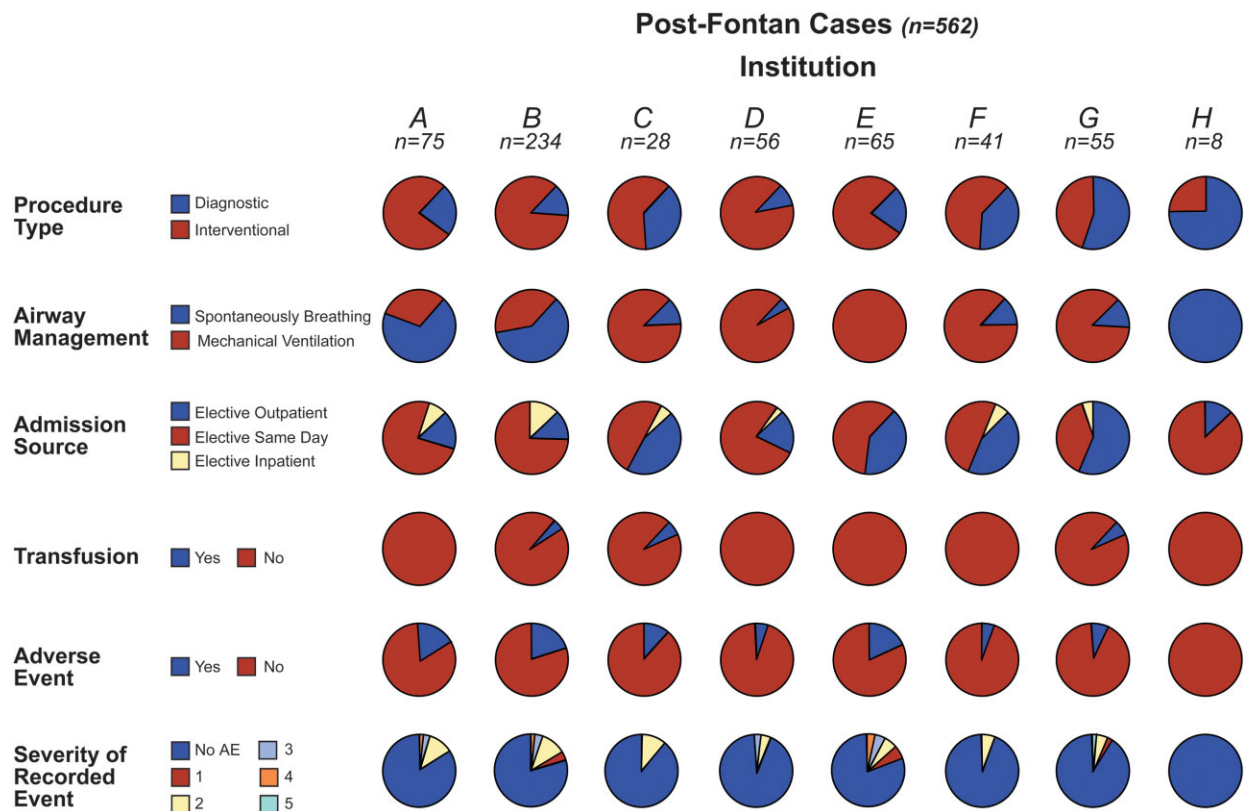 Post-Fontan Cases (n=562)
Institution
A B C D E F G H
n=75 n=234 n=28 n=56 n=65 n=41 n=55 n=8
Procedure
Type
Diagnostic
Interventional
Airway
Management
Spontaneously Breathing
Mechanical Ventilation
Admission
Source
Elective Outpatient
Elective Same Day
Elective Inpatient
Transfusion
Yes No
Adverse
Event
Yes No
Severity of
Recorded
Event
No AE 3
1 4
2 5